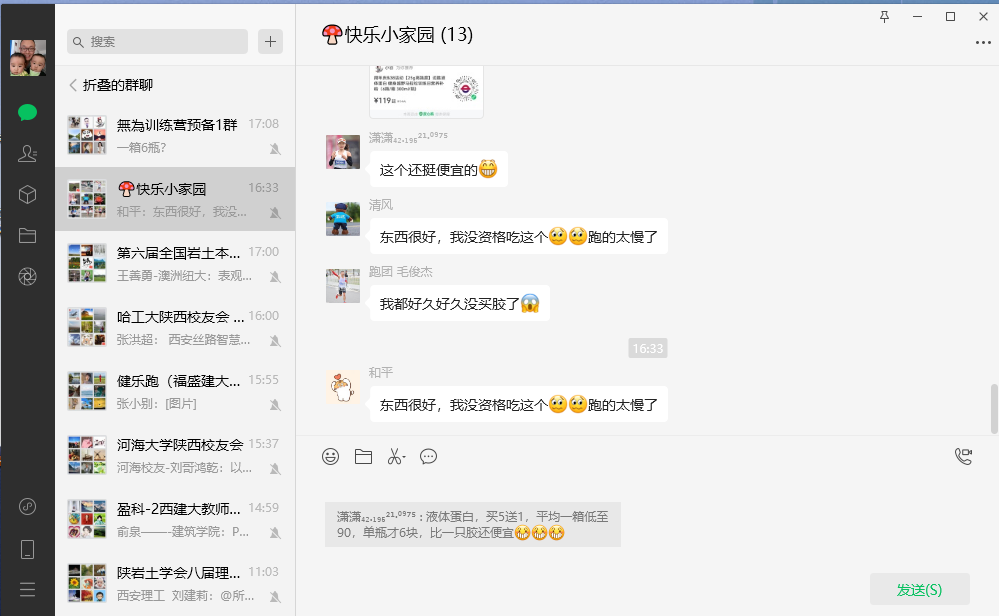 搜索
折叠的群聊
無為训练营预备1群 17:08
一箱6瓶?
🍄快乐小家园 16:33
和平: 东西很好，我没...
第六届全国岩土本... 17:00
王善勇-澳洲纽大: 表观...
哈工大陕西校友会 ... 16:00
张洪超: 西安丝路智慧...
健乐跑（福盛建大... 15:55
张小别: [图片]
河海大学陕西校友会 15:37
河海校友-刘哥鸿乾: 以...
盈科-2西建大教师... 14:59
俞泉——-建筑学院: P...
陕岩土学会八届理... 11:03
西安理工 刘建莉: @所...
🍄快乐小家园 (13)
¥119
潇潇₄₂.₁₉₅²¹·⁰⁹⁷⁵
这个还挺便宜的😁
清风
东西很好，我没资格吃这个🥺🥺跑的太慢了
跑团 毛俊杰
我都好久好久没买胶了😱
16:33
和平
东西很好，我没资格吃这个🥺🥺跑的太慢了
潇潇₄₂.₁₉₅²¹·⁰⁹⁷⁵ : 液体蛋白，买5送1，平均一箱低至
90，单瓶才6块，比一只胶还便宜😁😁😁
发送(S)